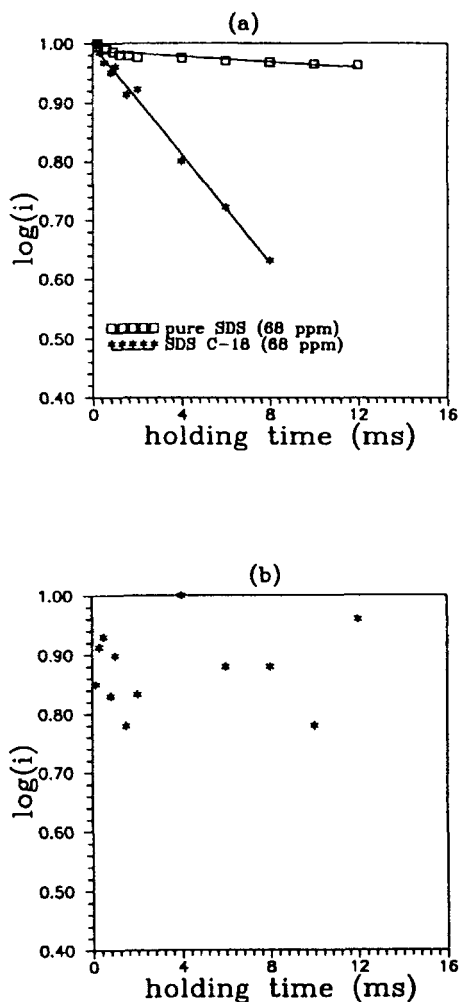 (a)
1.00
0.90
0.80
0.70
0.60
0.50
0.40
log(i)
pure SDS (68 ppm)
SDS C-18 (68 ppm)
0 4 8 12 16
holding time (ms)
(b)
1.00
0.90
0.80
0.70
0.60
0.50
0.40
log(i)
0 4 8 12 16
holding time (ms)